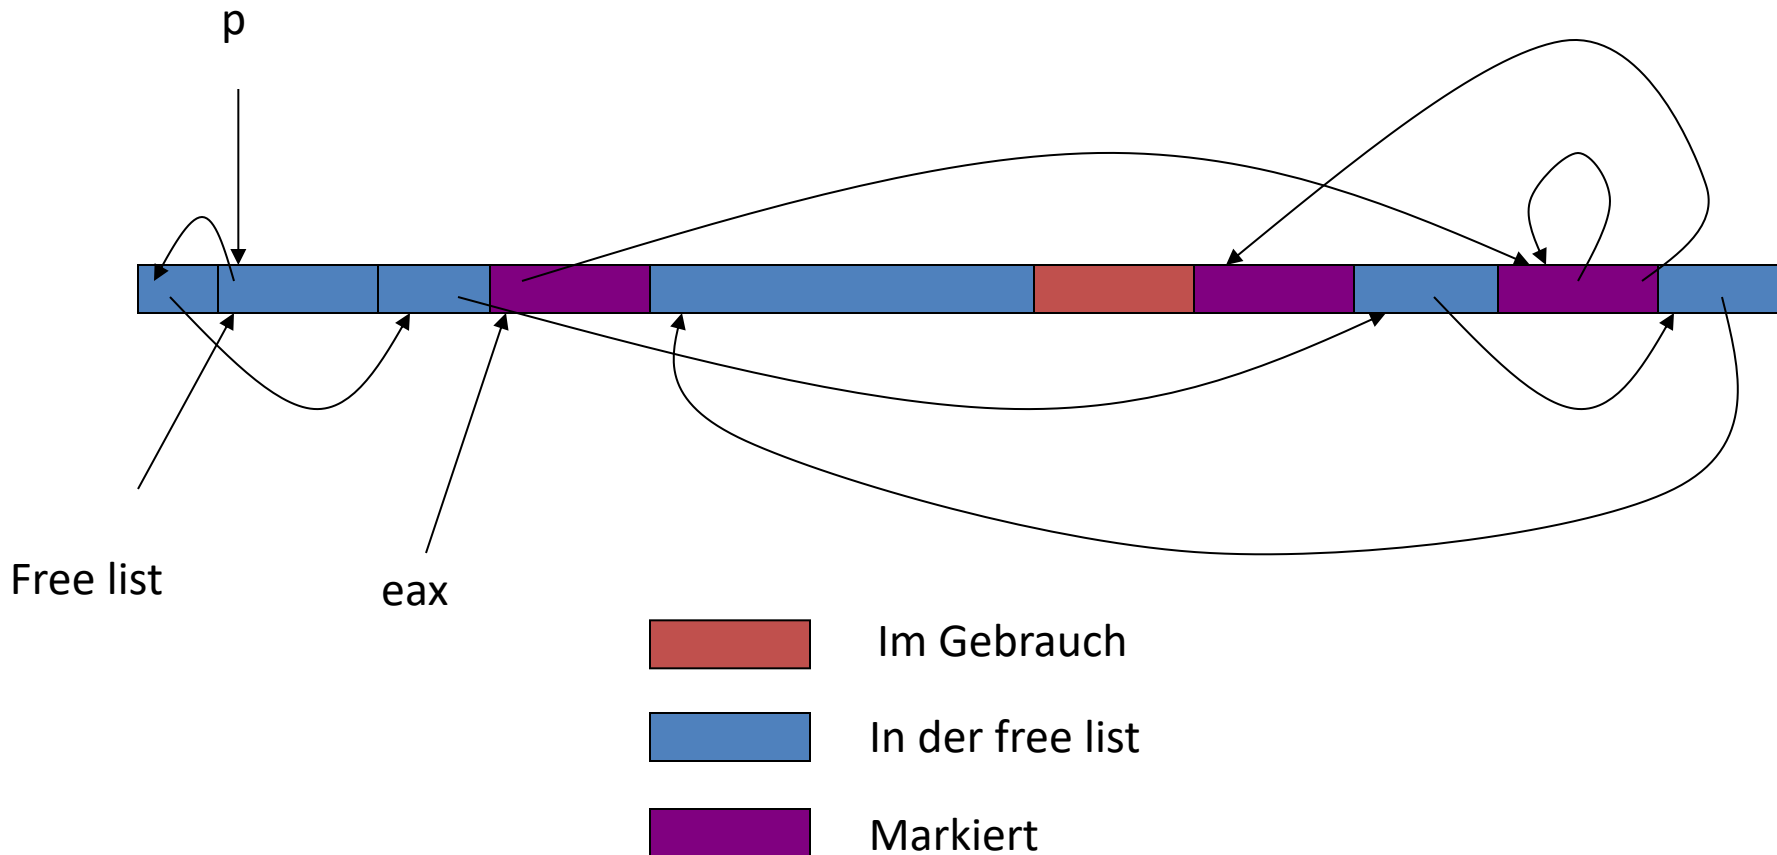 p
Free list
eax
Im Gebrauch
In der free list
Markiert